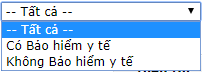 -- Tất cả --
-- Tất cả --
Có Bảo hiểm y tế
Không Bảo hiểm y tế